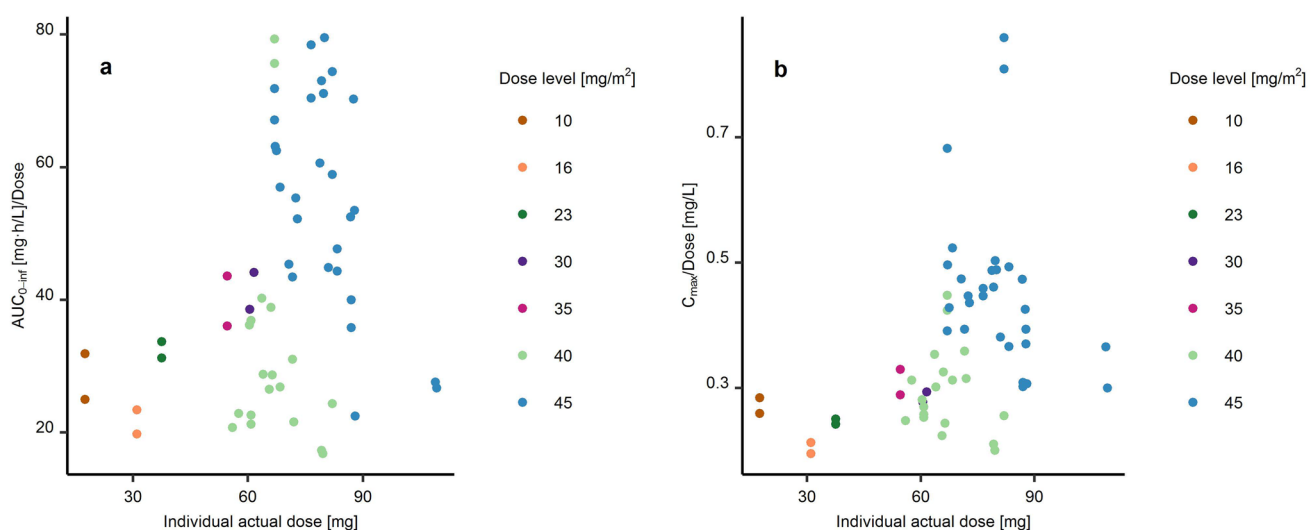 a
80
60
40
20
AUC0–inf [mg·h/L]/Dose
30 60 90
Individual actual dose [mg]
Dose level [mg/m²]
10
16
23
30
35
40
45
b
0.7
0.5
0.3
Cmax/Dose [mg/L]
30 60 90
Individual actual dose [mg]
Dose level [mg/m²]
10
16
23
30
35
40
45